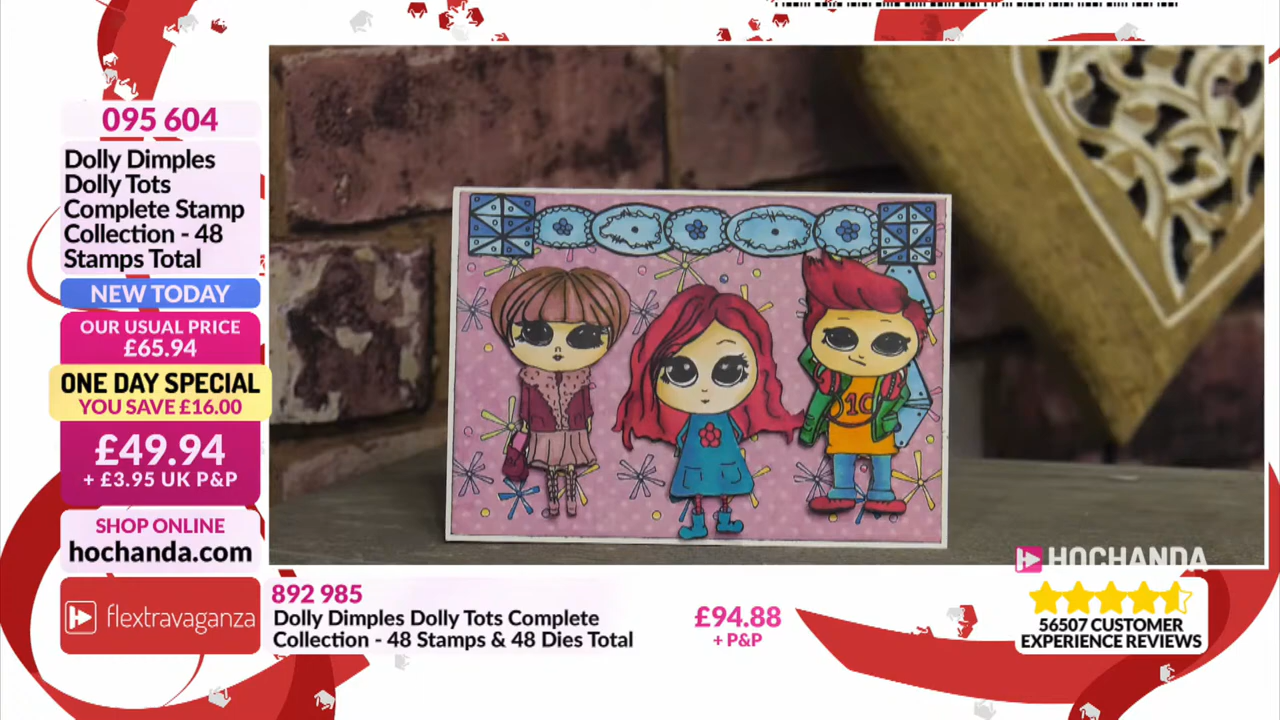 095 604
Dolly Dimples
Dolly Tots
Complete Stamp
Collection - 48
Stamps Total
NEW TODAY
OUR USUAL PRICE
£65.94
ONE DAY SPECIAL
YOU SAVE £16.00
£49.94
+ £3.95 UK P&P
SHOP ONLINE
hochanda.com
flextravaganza
10
892 985
Dolly Dimples Dolly Tots Complete
Collection - 48 Stamps & 48 Dies Total
£94.88
+ P&P
HOCHANDA
56507 CUSTOMER
EXPERIENCE REVIEWS